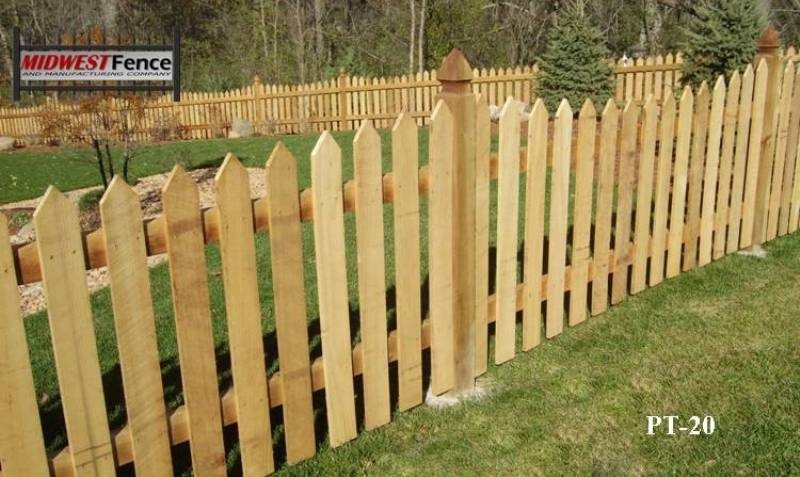 MIDWESTFence
AND MANUFACTURING COMPANY
PT-20